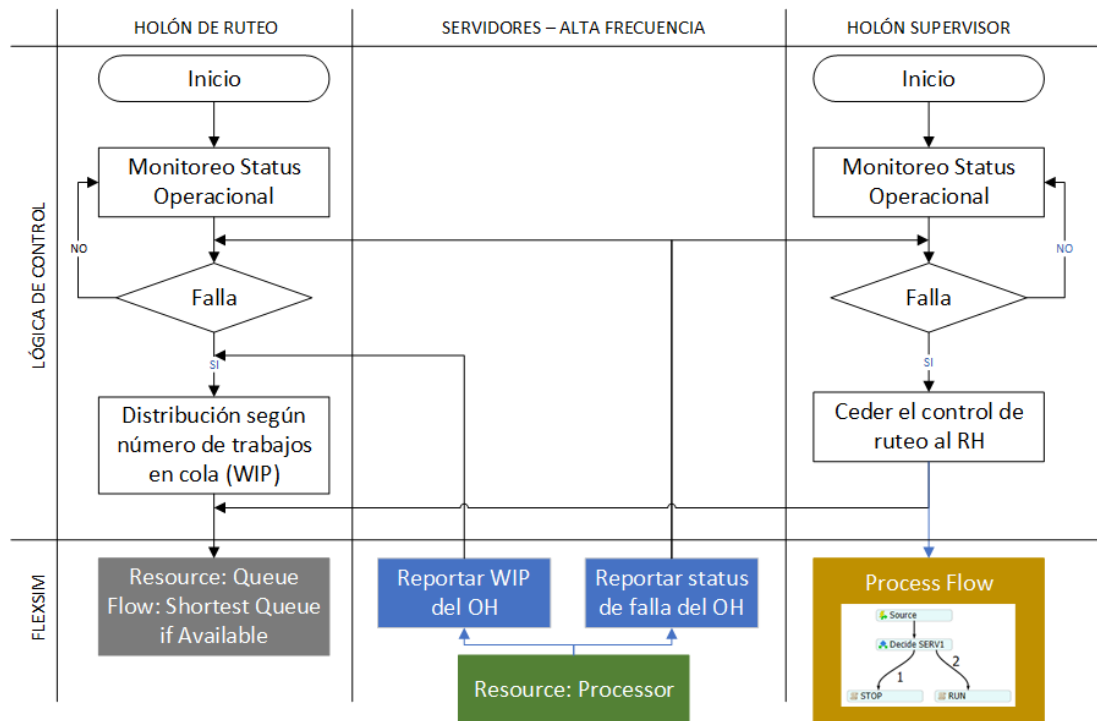 HOLÓN DE RUTEO
SERVIDORES – ALTA FRECUENCIA
HOLÓN SUPERVISOR
LÓGICA DE CONTROL
Inicio
Inicio
Monitoreo Status
Operacional
Monitoreo Status
Operacional
NO
NO
Falla
Falla
SI
SI
Distribución según
número de trabajos
en cola (WIP)
Ceder el control de
ruteo al RH
FLEXSIM
Resource: Queue
Flow: Shortest Queue
if Available
Reportar WIP
del OH
Reportar status
de falla del OH
Resource: Processor
Process Flow
Source
Decide SERV1
1
2
STOP
RUN